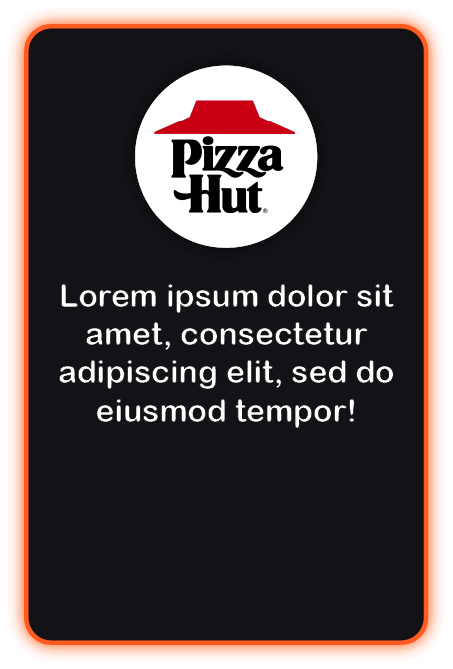 Pizza
Hut®
Lorem ipsum dolor sit
amet, consectetur
adipiscing elit, sed do
eiusmod tempor!